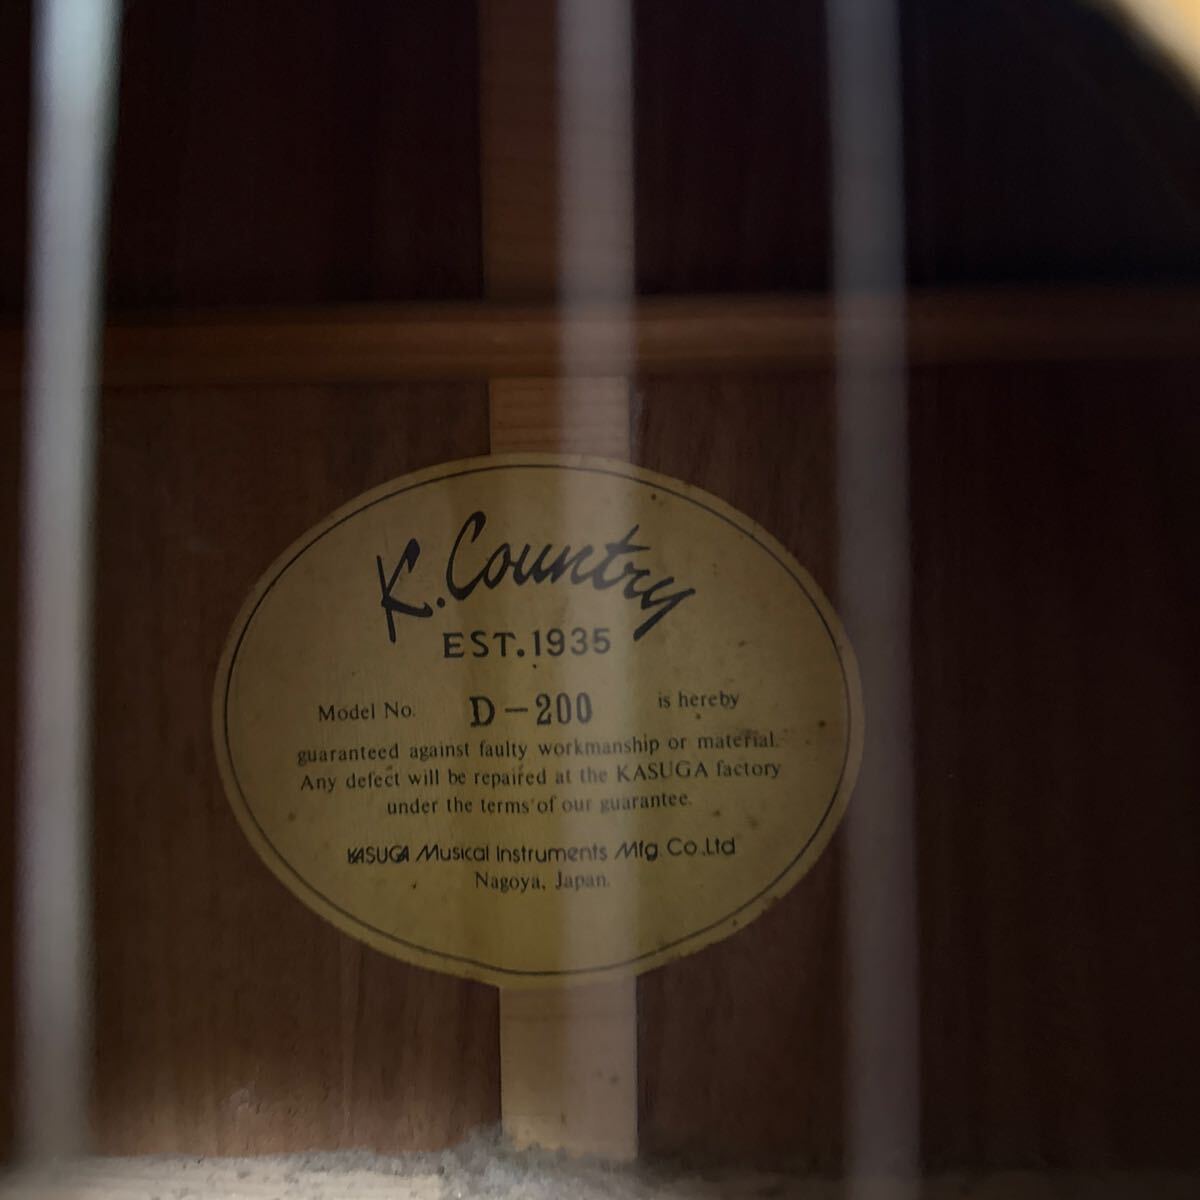 K. Country
EST. 1935
Model No. D-200 is hereby
guaranteed against faulty workmanship or material.
Any defect will be repaired at the KASUGA factory
under the terms of our guarantee.
KASUGA Musical Instruments Mfg. Co.,Ltd
Nagoya, Japan.